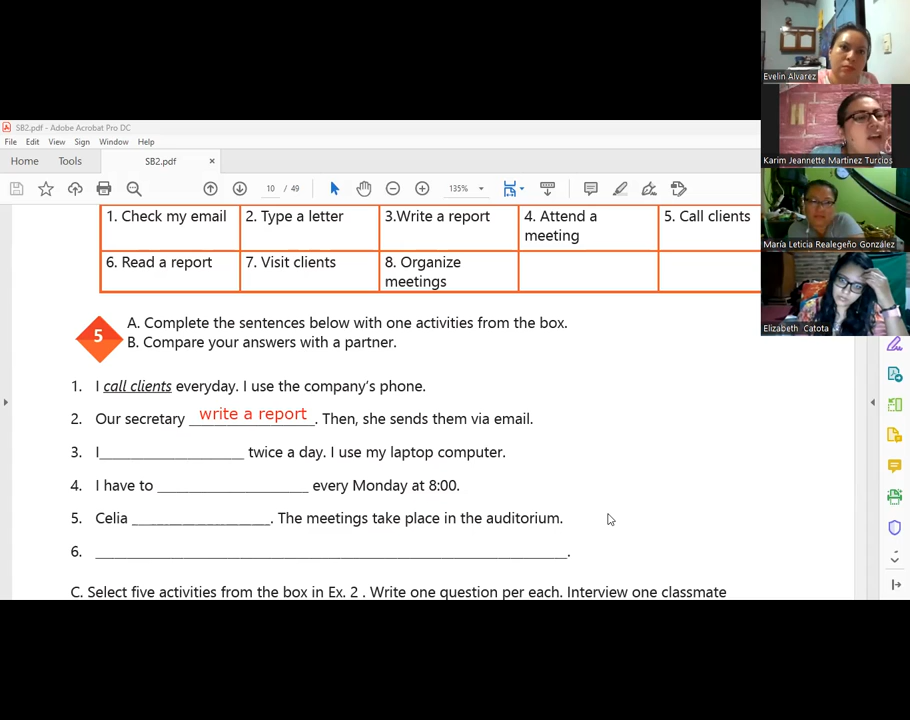 SB2.pdf - Adobe Acrobat Pro DC
File Edit View Sign Window Help
Home Tools SB2.pdf ×
10 / 49 135%
1. Check my email 2. Type a letter 3.Write a report 4. Attend a meeting 5. Call clients
6. Read a report 7. Visit clients 8. Organize meetings
5
A. Complete the sentences below with one activities from the box.
B. Compare your answers with a partner.
1. I call clients everyday. I use the company's phone.
2. Our secretary write a report. Then, she sends them via email.
3. I____________________ twice a day. I use my laptop computer.
4. I have to _____________________ every Monday at 8:00.
5. Celia ___________________. The meetings take place in the auditorium.
6. __________________________________________________________________.
C. Select five activities from the box in Ex. 2 . Write one question per each. Interview one classmate
Evelin Alvarez
Karim Jeannette Martinez Turcios
María Leticia Realegeño González
Elizabeth Catota